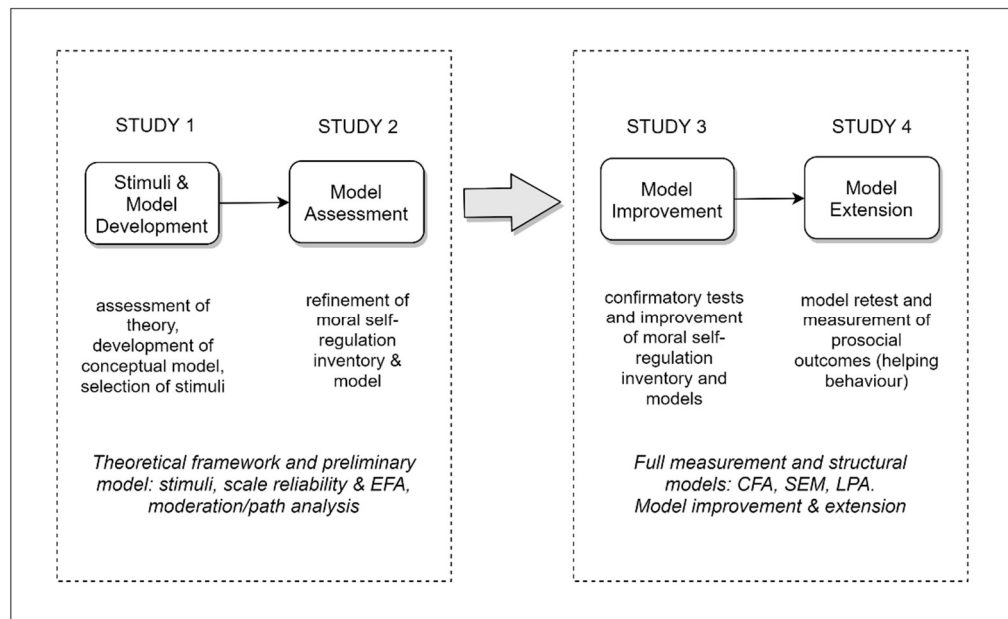 STUDY 1
Stimuli &
Model
Development
assessment of
theory,
development of
conceptual model,
selection of stimuli
STUDY 2
Model
Assessment
refinement of
moral self-
regulation
inventory & model
Theoretical framework and preliminary
model: stimuli, scale reliability & EFA,
moderation/path analysis
STUDY 3
Model
Improvement
confirmatory tests
and improvement
of moral self-
regulation
inventory and
models
STUDY 4
Model
Extension
model retest and
measurement of
prosocial
outcomes (helping
behaviour)
Full measurement and structural
models: CFA, SEM, LPA.
Model improvement & extension